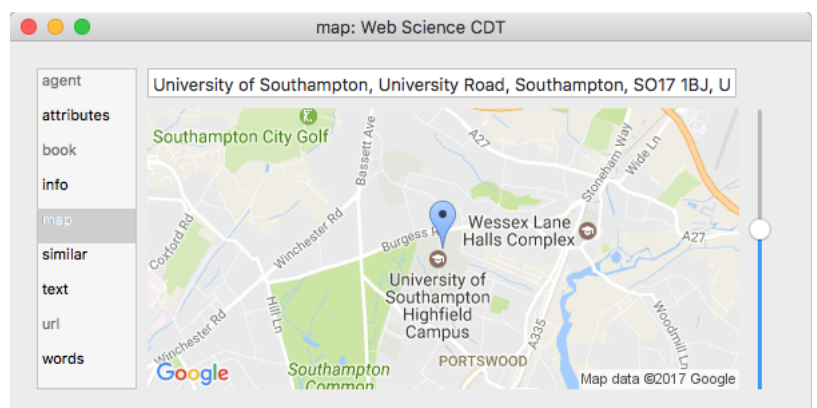 map: Web Science CDT
agent
attributes
book
info
map
similar
text
url
words
University of Southampton, University Road, Southampton, SO17 1BJ, U
Southampton City Golf
Bassett Ave
A27
Stoneham Way
Wide Ln
Coxford Rd
Winchester Rd
Burgess R
Wessex Lane
Halls Complex
A27
University of
Southampton
Highfield
Campus
Hill Ln
Winchester Rd
A335
Woodmill Ln
PORTSWOOD
Southampton
Common
Google
Map data ©2017 Google